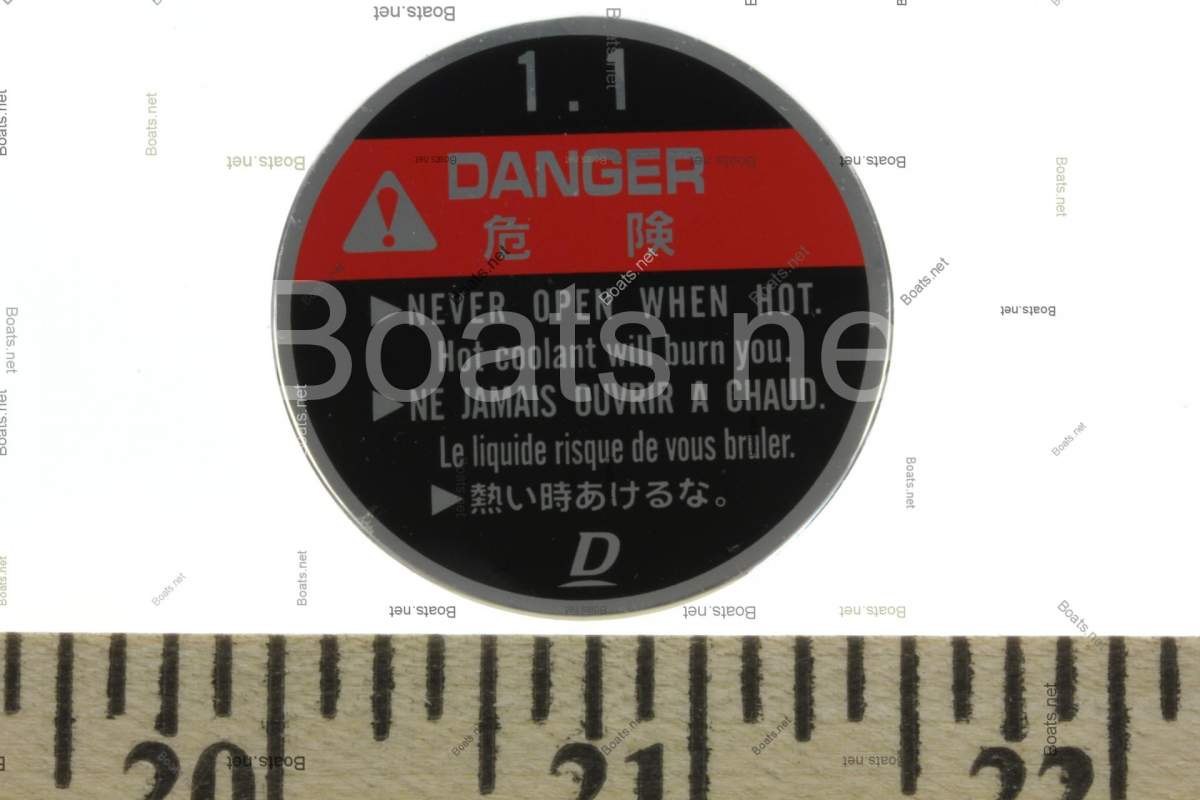 1.1
DANGER
危 険
▶NEVER OPEN WHEN HOT.
Hot coolant will burn you.
▶NE JAMAIS OUVRIR A CHAUD.
Le liquide risque de vous bruler.
▶熱い時あけるな。
D
Boats.ne
20 21 22